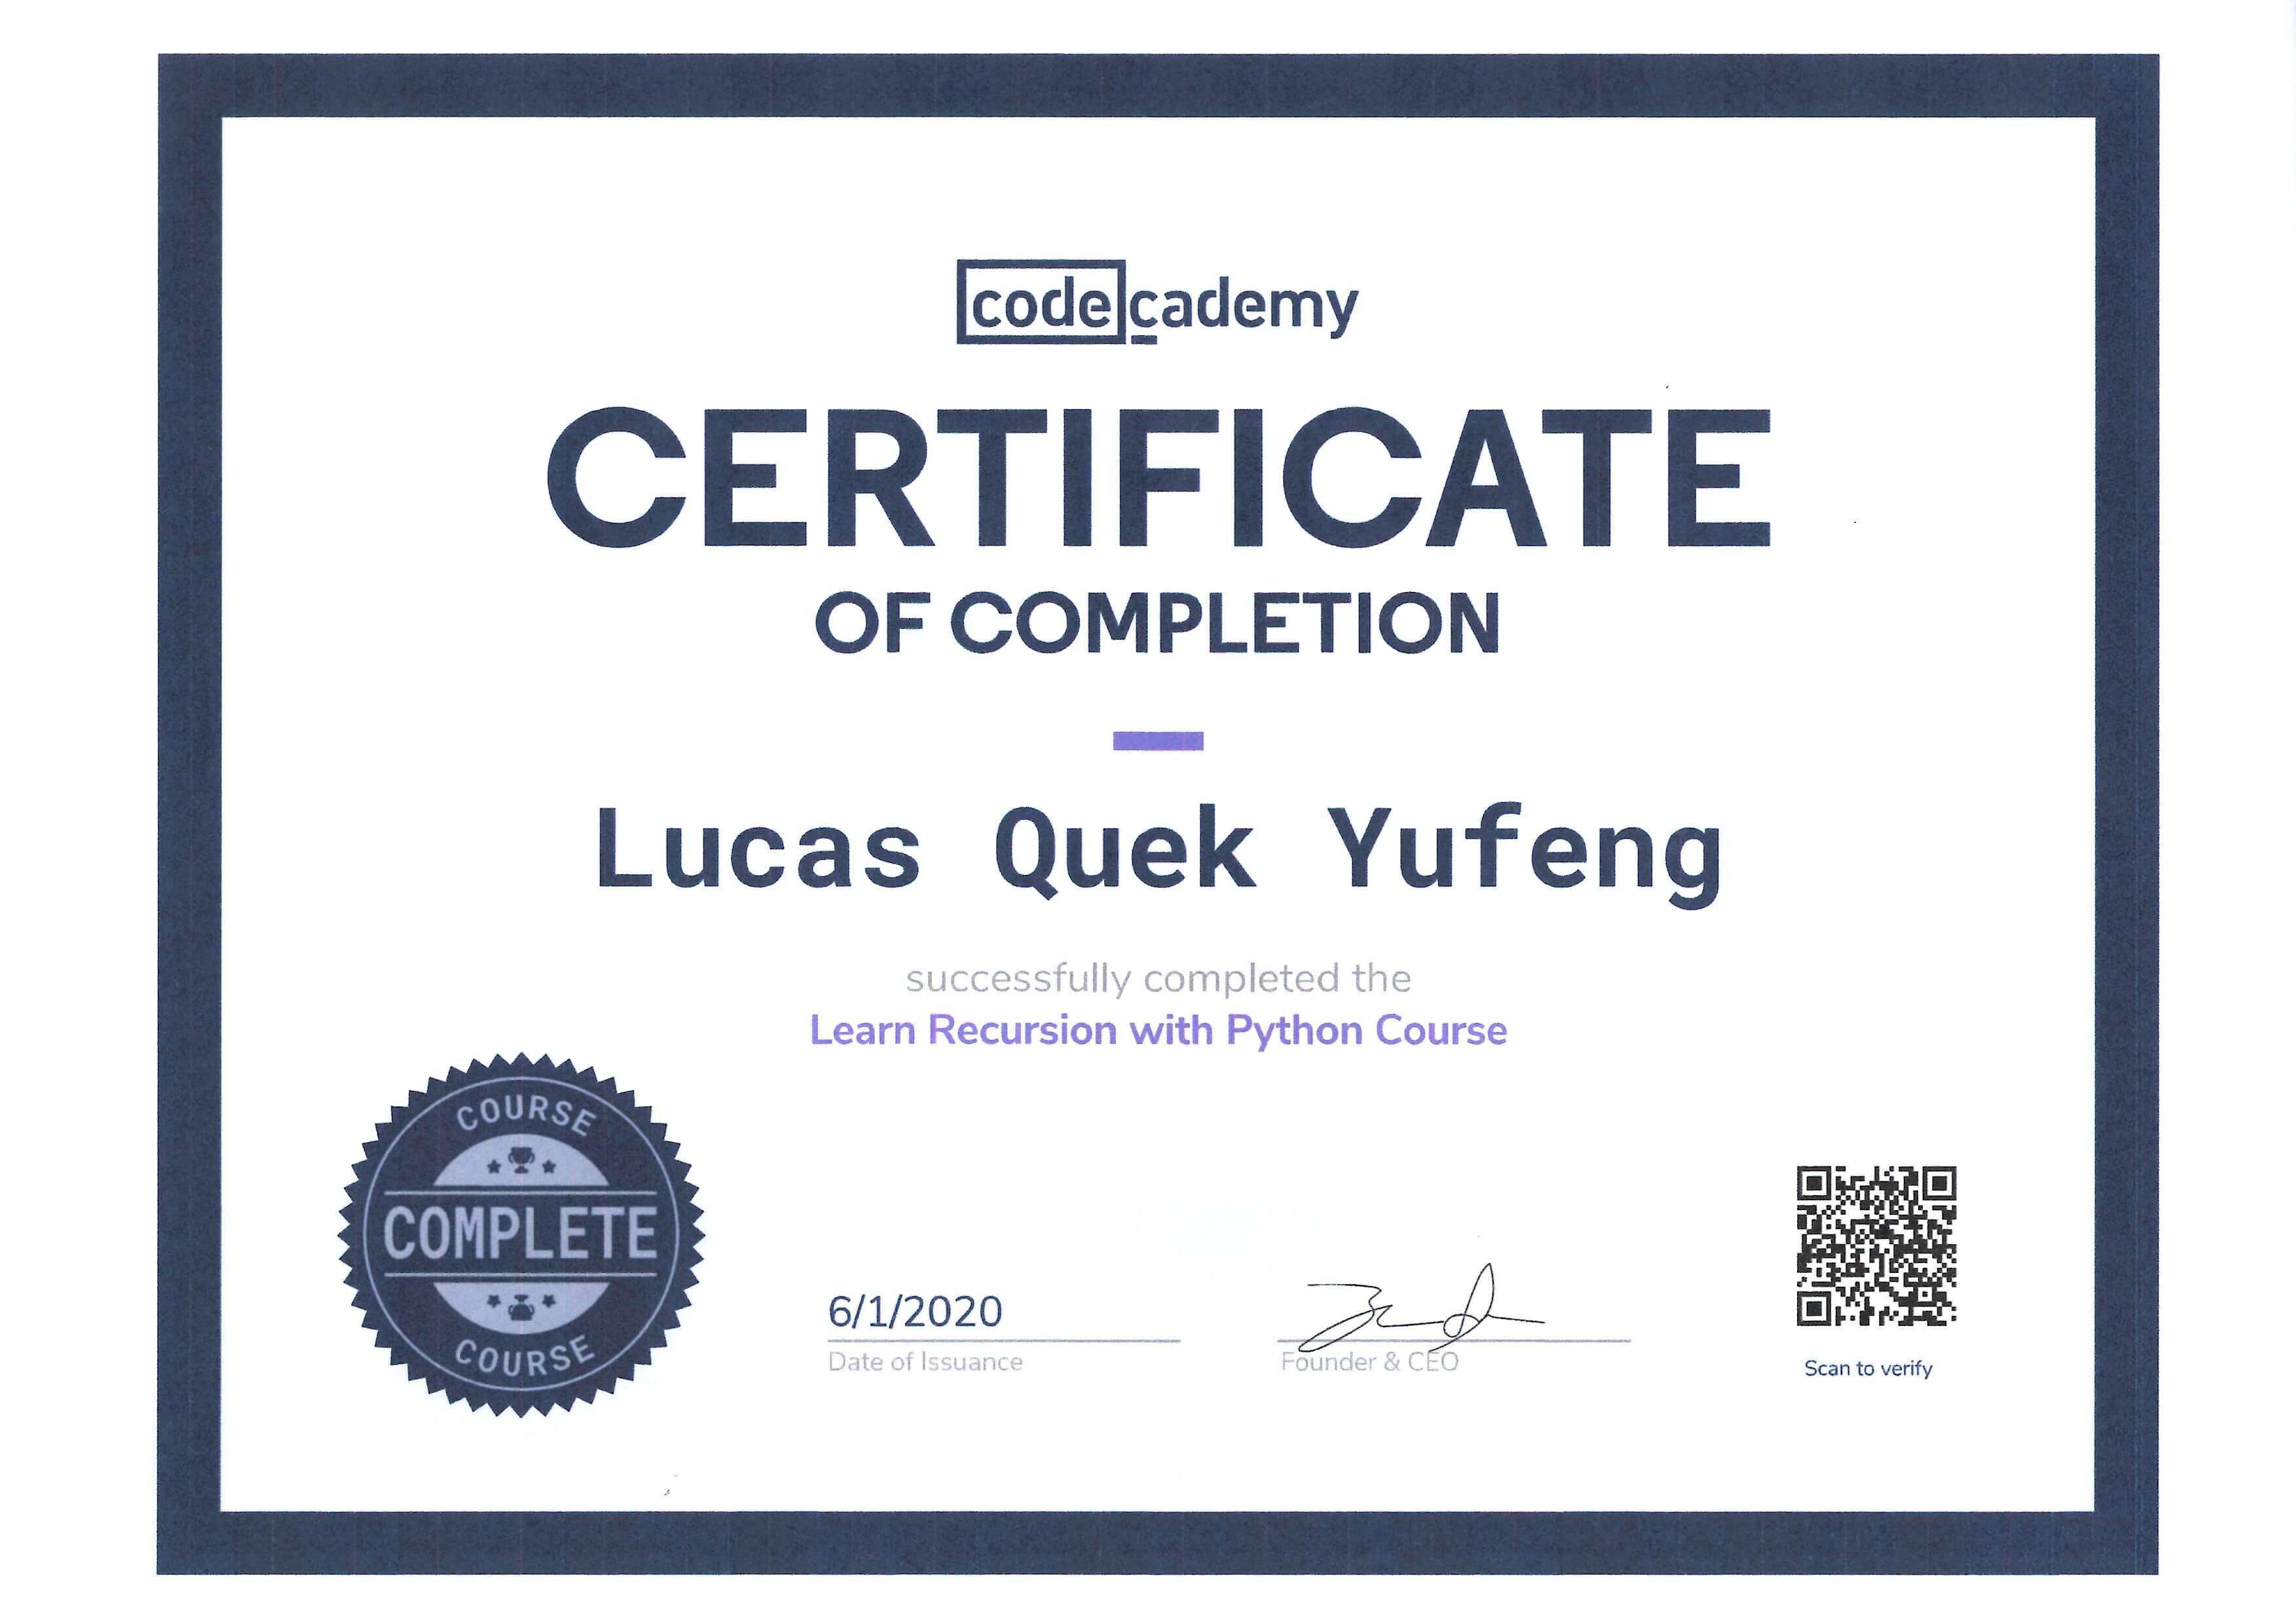 codecademy
CERTIFICATE
OF COMPLETION
Lucas Quek Yufeng
successfully completed the
Learn Recursion with Python Course
COURSE
COMPLETE
COURSE
6/1/2020
Date of Issuance
Founder & CEO
Scan to verify